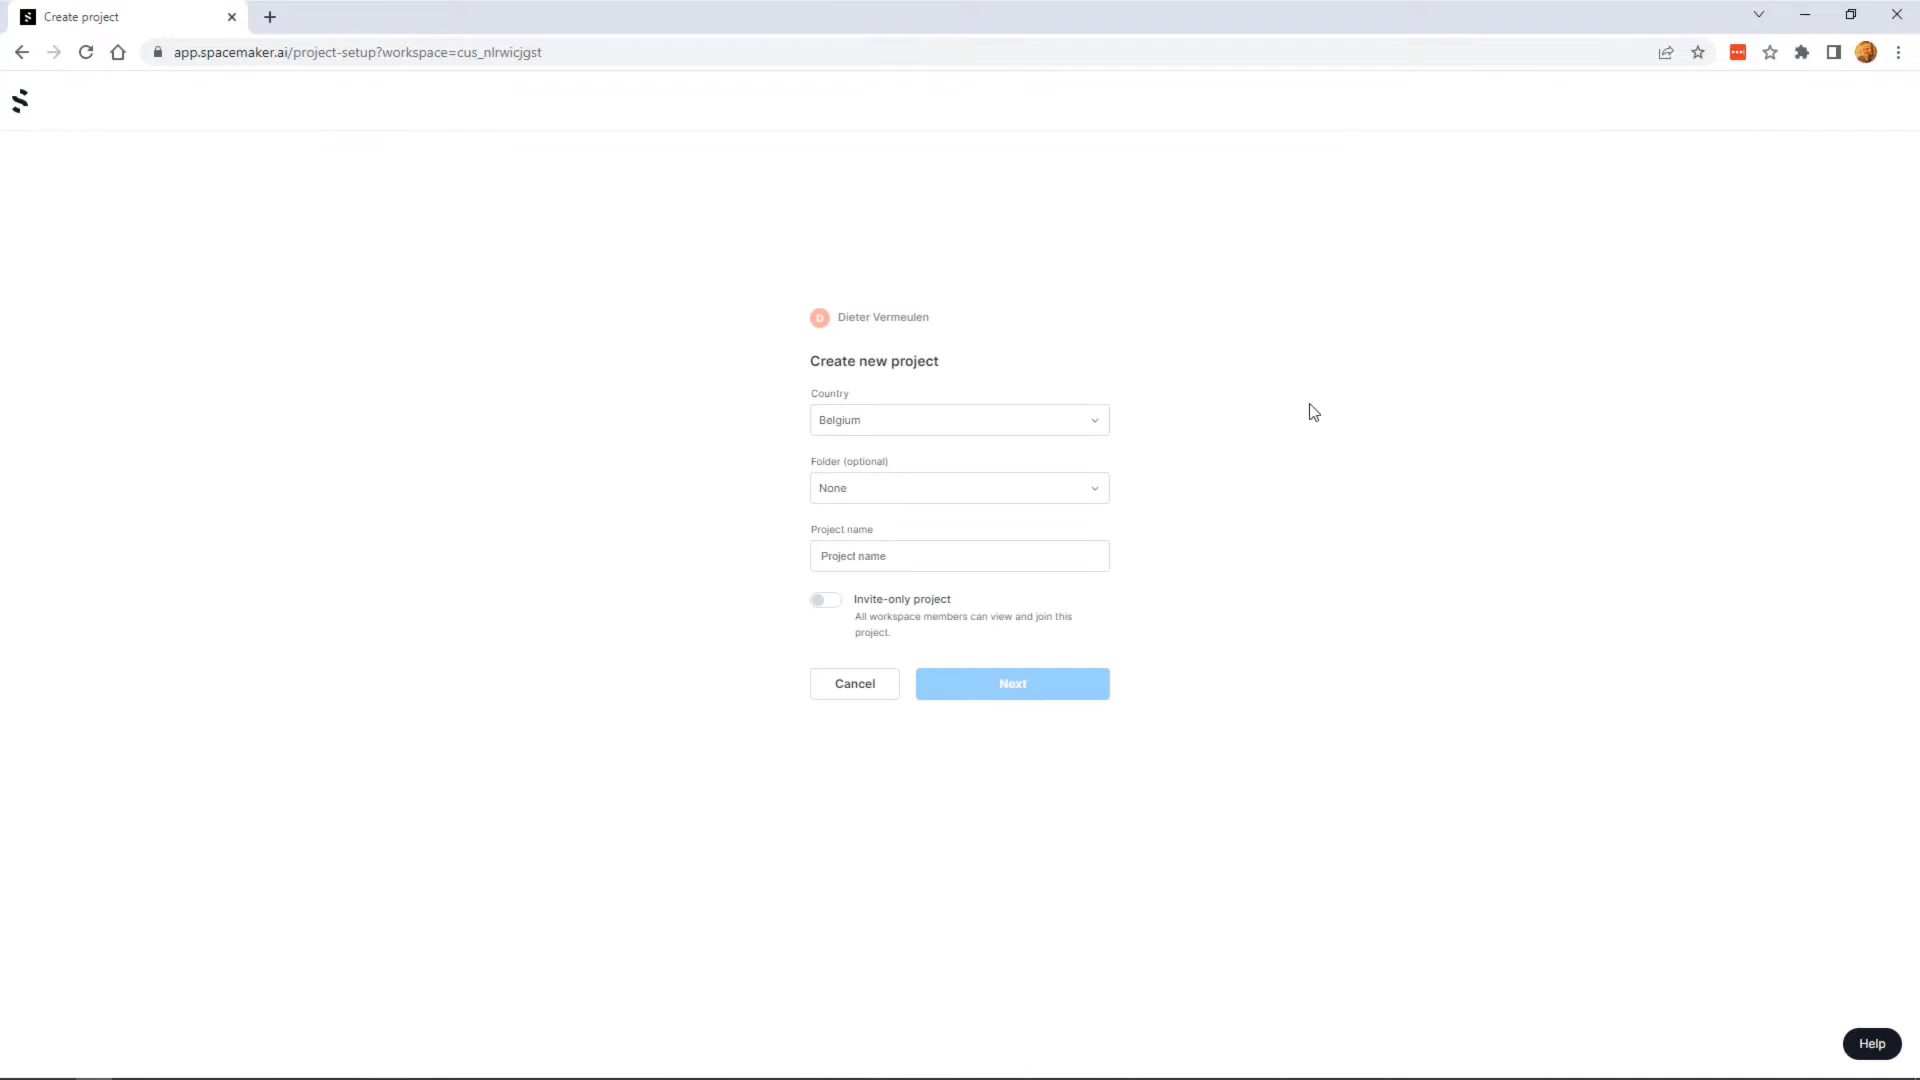 Create project
app.spacemaker.ai/project-setup?workspace=cus_nlrwicjgst
D Dieter Vermeulen
Create new project
Country
Belgium
Folder (optional)
None
Project name
Project name
Invite-only project
All workspace members can view and join this
project.
Cancel
Next
Help